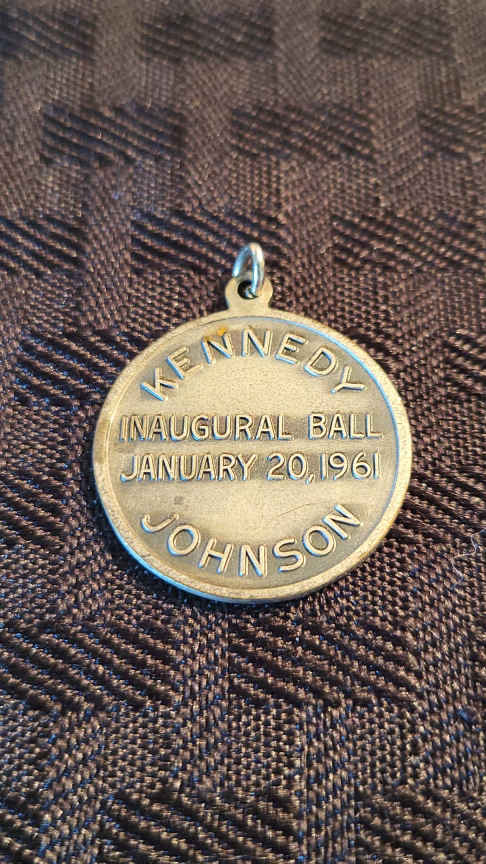 KENNEDY
INAUGURAL BALL
JANUARY 20, 1961
JOHNSON